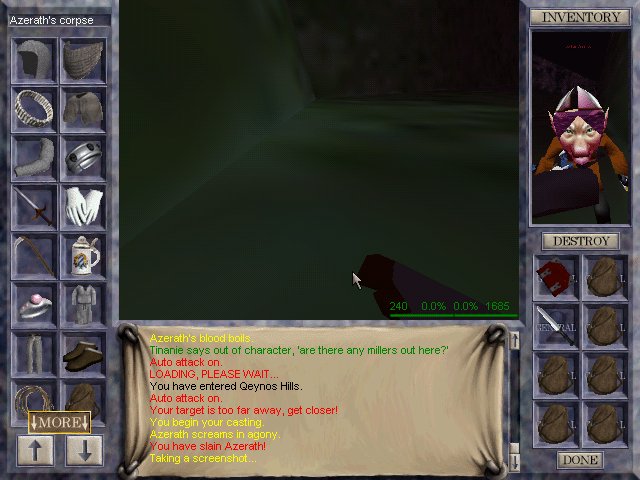 Azerath's corpse
INVENTORY
DESTROY
GENERAL
240 0.0% 0.0% 1685
Azerath's blood boils.
Tinanie says out of character, 'are there any millers out here?'
Auto attack on.
LOADING, PLEASE WAIT...
You have entered Qeynos Hills.
Auto attack on.
Your target is too far away, get closer!
You begin your casting.
Azerath screams in agony.
You have slain Azerath!
Taking a screenshot...
MORE
DONE